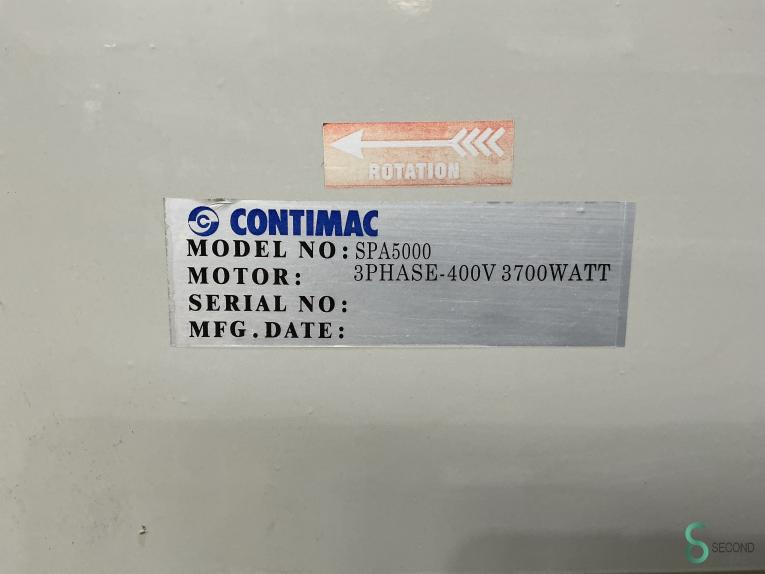 ROTATION
CONTIMAC
MODEL NO: SPA5000
MOTOR: 3PHASE-400V 3700WATT
SERIAL NO:
MFG.DATE:
SECOND